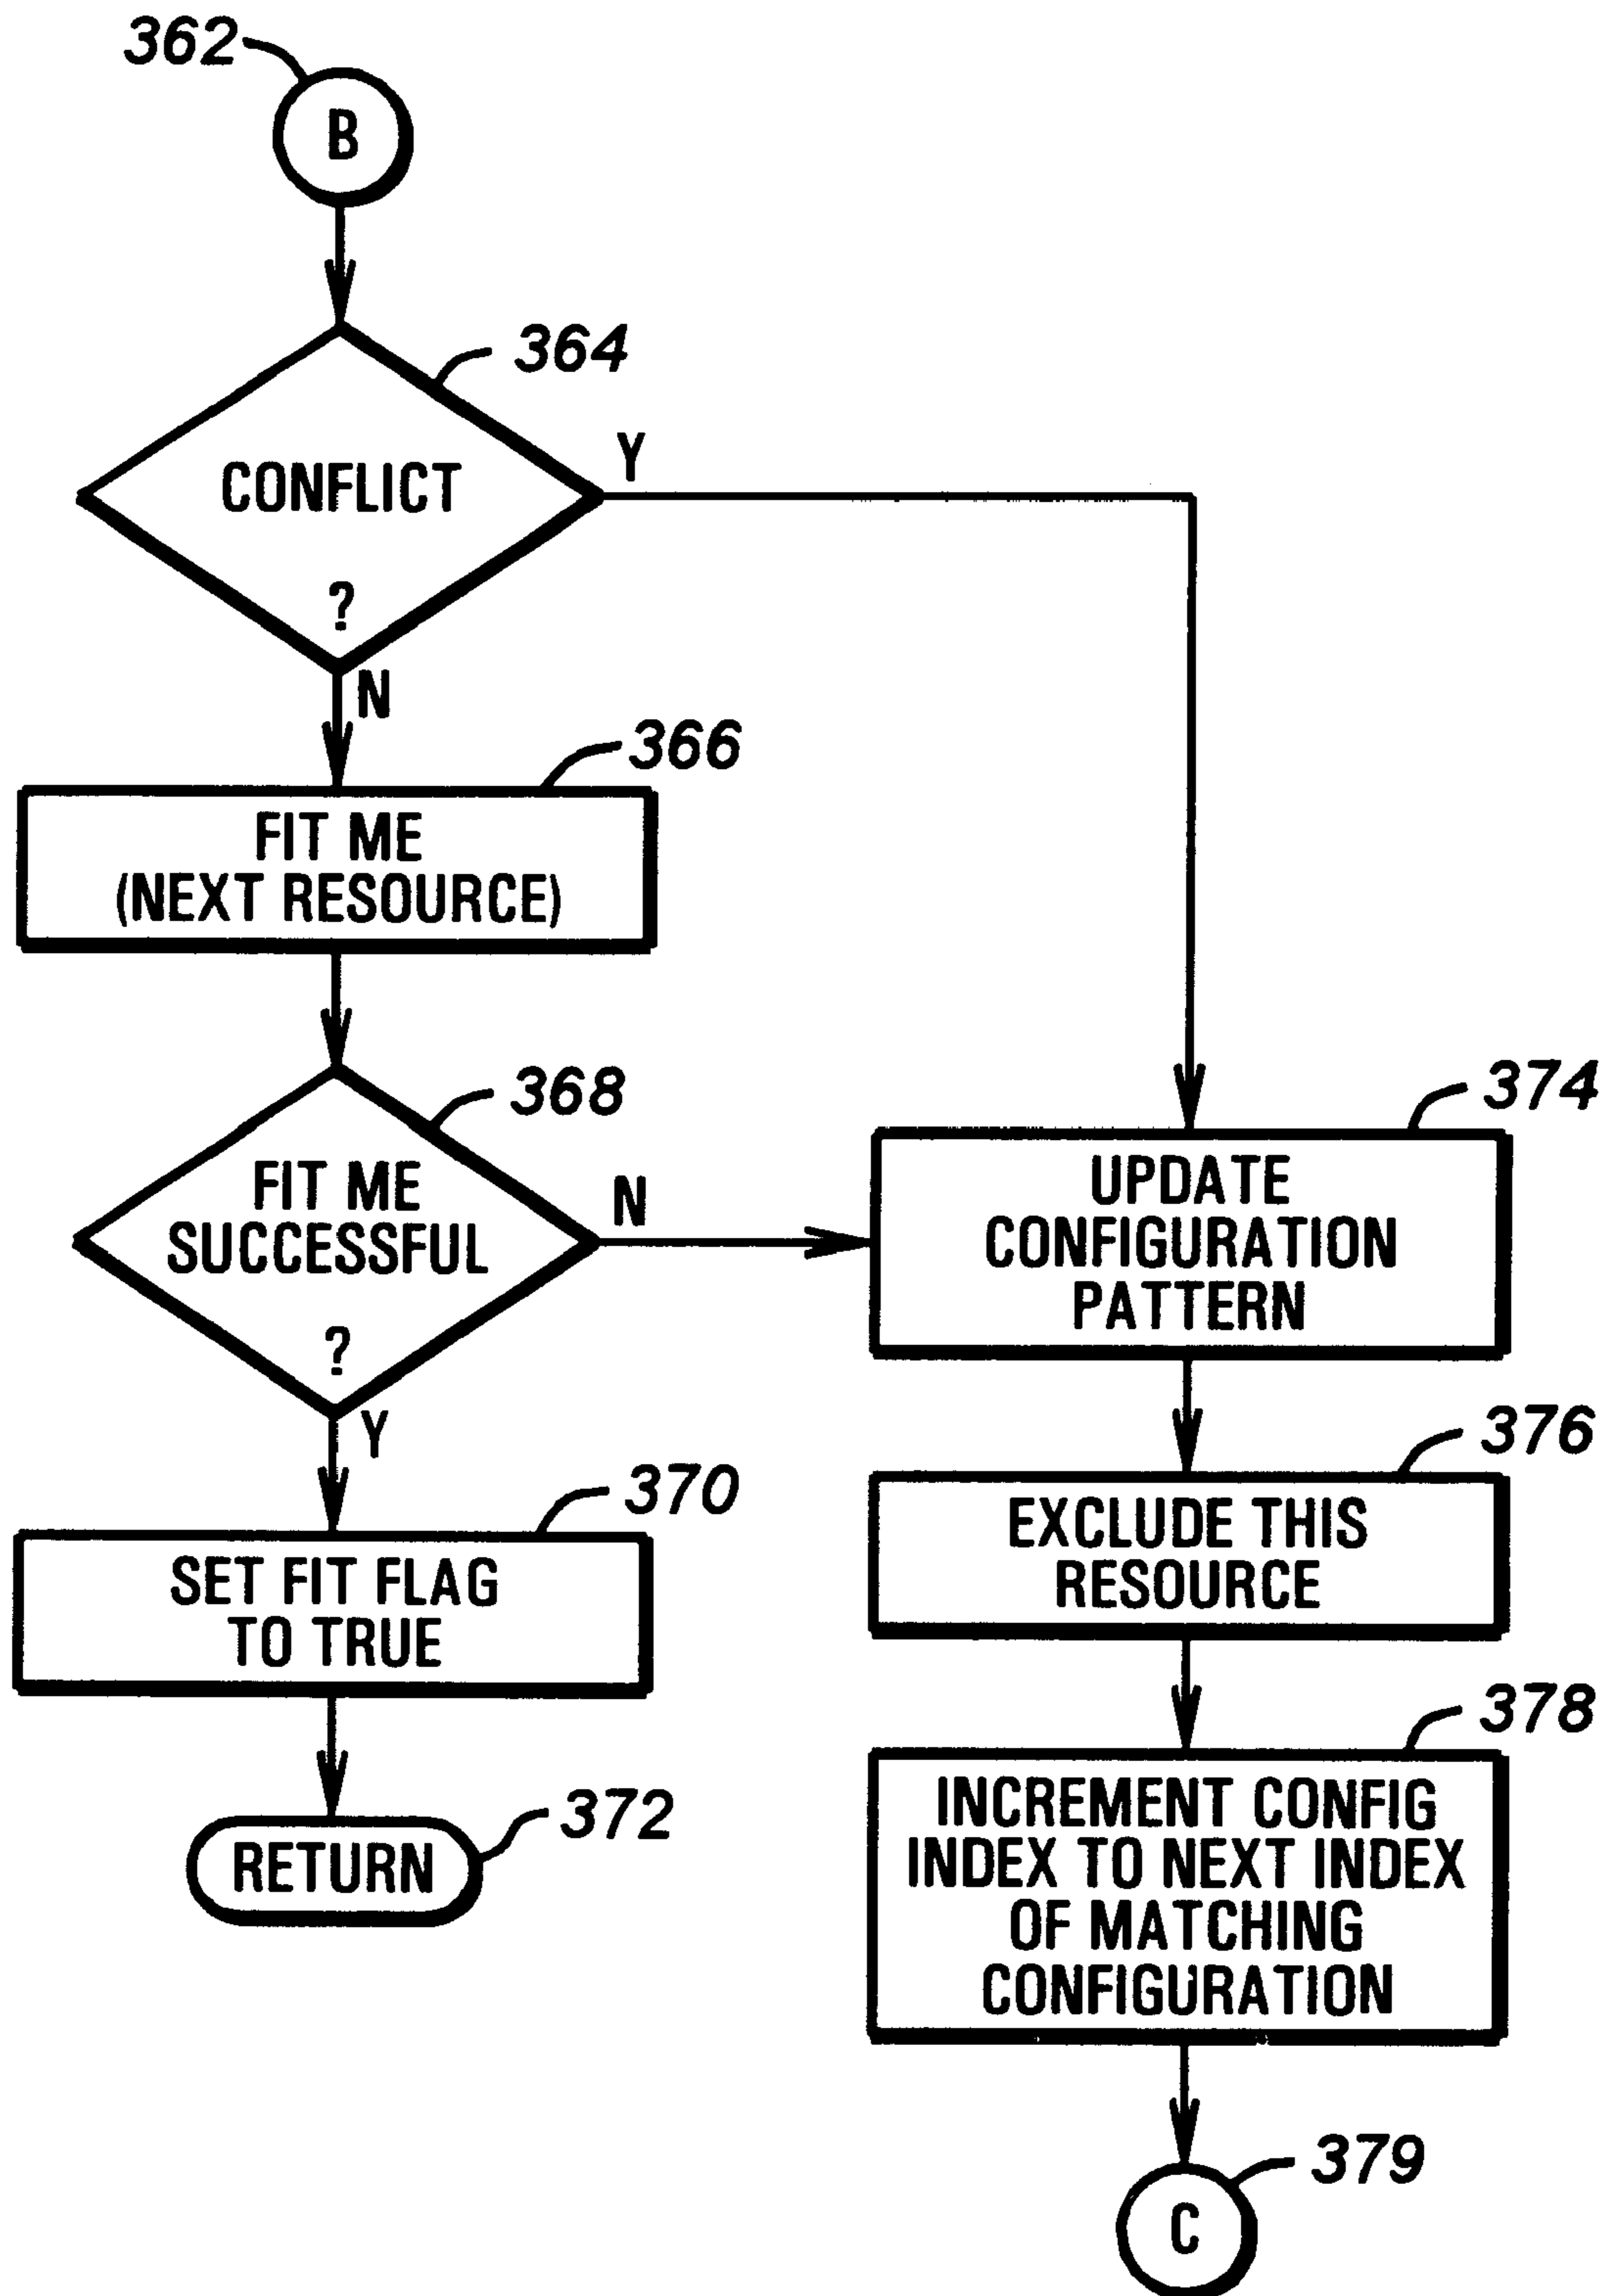 362
B
364
CONFLICT
?
Y
N
366
FIT ME
(NEXT RESOURCE)
368
FIT ME
SUCCESSFUL
?
N
Y
370
SET FIT FLAG
TO TRUE
372
RETURN
374
UPDATE
CONFIGURATION
PATTERN
376
EXCLUDE THIS
RESOURCE
378
INCREMENT CONFIG
INDEX TO NEXT INDEX
OF MATCHING
CONFIGURATION
379
C